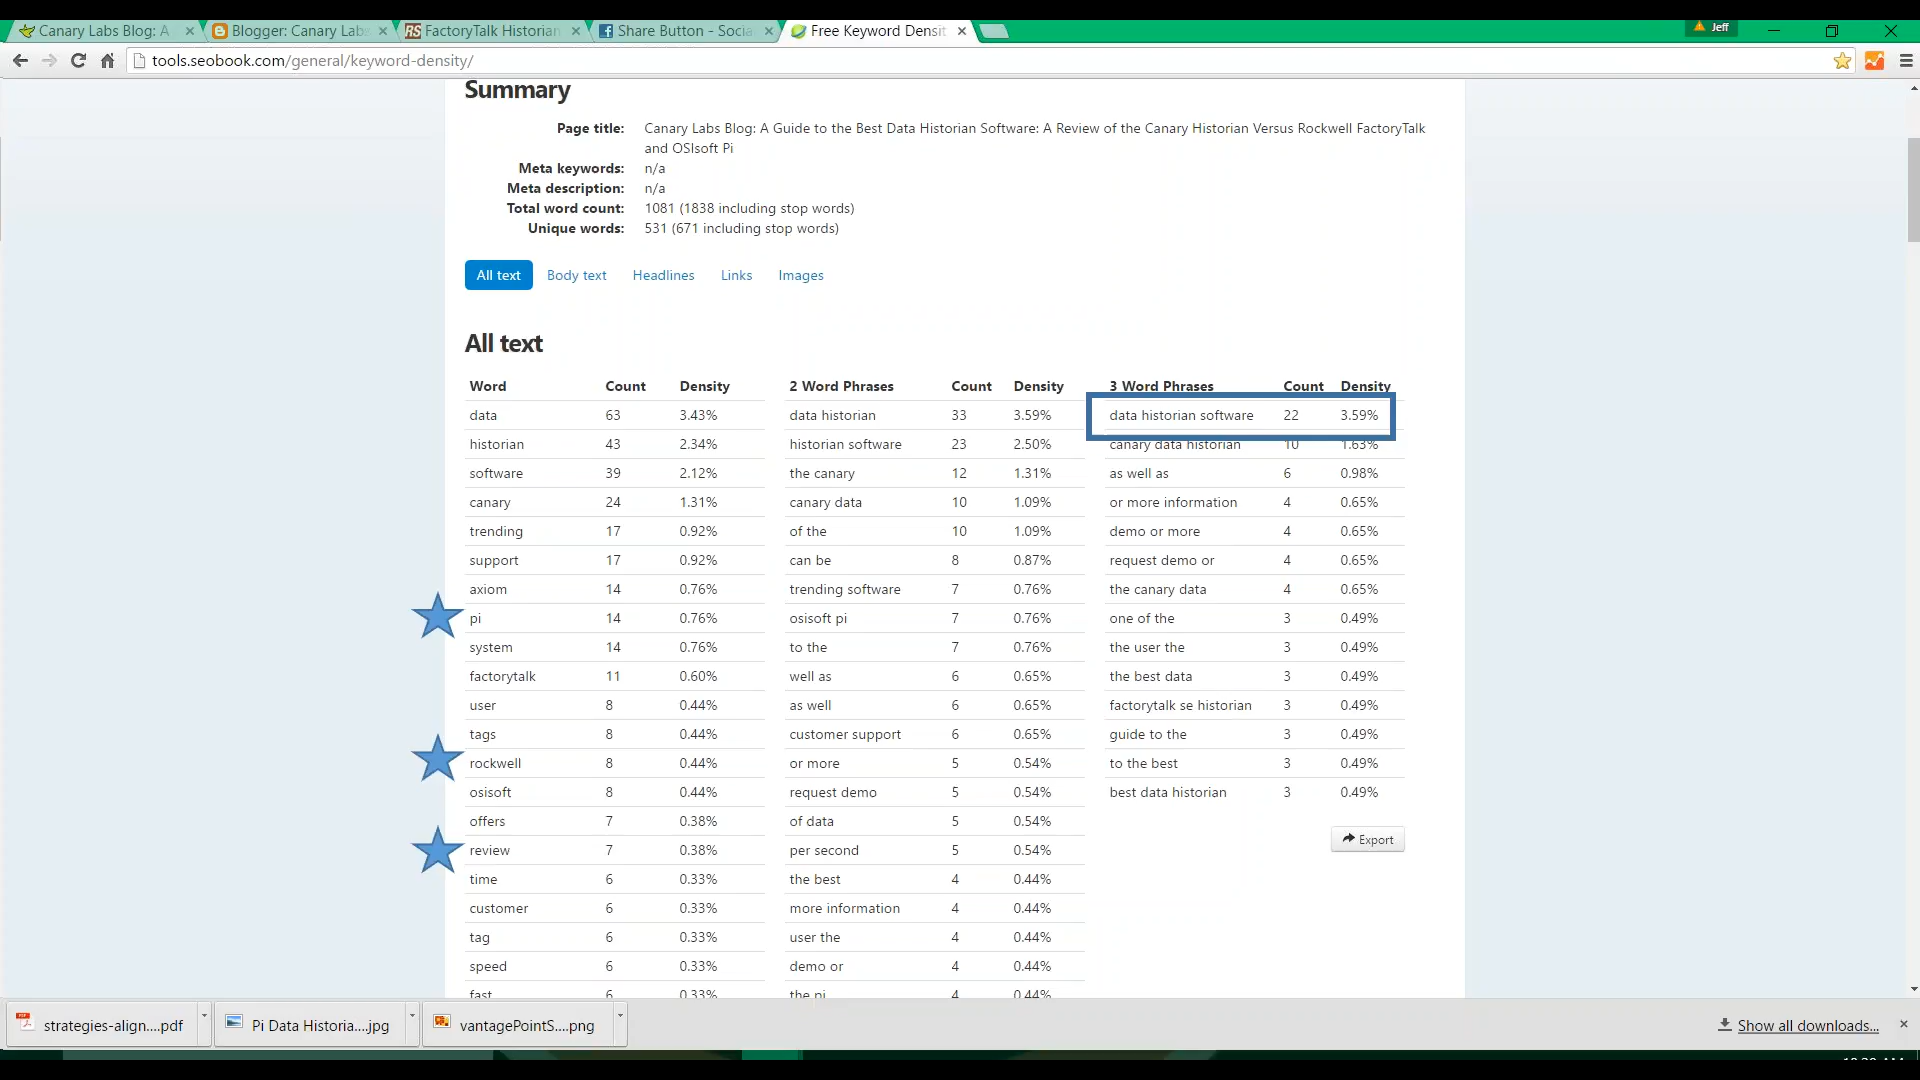 Canary Labs Blog: A
Blogger: Canary Lab
FactoryTalk Historian
Share Button - Socia
Free Keyword Densit
Jeff
tools.seobook.com/general/keyword-density/
Summary
Page title: Canary Labs Blog: A Guide to the Best Data Historian Software: A Review of the Canary Historian Versus Rockwell FactoryTalk
and OSIsoft Pi
Meta keywords: n/a
Meta description: n/a
Total word count: 1081 (1838 including stop words)
Unique words: 531 (671 including stop words)
All text Body text Headlines Links Images
All text
Word Count Density 2 Word Phrases Count Density 3 Word Phrases Count Density
data 63 3.43% data historian 33 3.59% data historian software 22 3.59%
historian 43 2.34% historian software 23 2.50% canary data historian 10 1.63%
software 39 2.12% the canary 12 1.31% as well as 6 0.98%
canary 24 1.31% canary data 10 1.09% or more information 4 0.65%
trending 17 0.92% of the 10 1.09% demo or more 4 0.65%
support 17 0.92% can be 8 0.87% request demo or 4 0.65%
axiom 14 0.76% trending software 7 0.76% the canary data 4 0.65%
pi 14 0.76% osisoft pi 7 0.76% one of the 3 0.49%
system 14 0.76% to the 7 0.76% the user the 3 0.49%
factorytalk 11 0.60% well as 6 0.65% the best data 3 0.49%
user 8 0.44% as well 6 0.65% factorytalk se historian 3 0.49%
tags 8 0.44% customer support 6 0.65% guide to the 3 0.49%
rockwell 8 0.44% or more 5 0.54% to the best 3 0.49%
osisoft 8 0.44% request demo 5 0.54% best data historian 3 0.49%
offers 7 0.38% of data 5 0.54%
Export
review 7 0.38% per second 5 0.54%
time 6 0.33% the best 4 0.44%
customer 6 0.33% more information 4 0.44%
tag 6 0.33% user the 4 0.44%
speed 6 0.33% demo or 4 0.44%
fast 6 0.33% the pi 4 0.44%
strategies-align....pdf
Pi Data Historia....jpg
vantagePointS....png
Show all downloads...